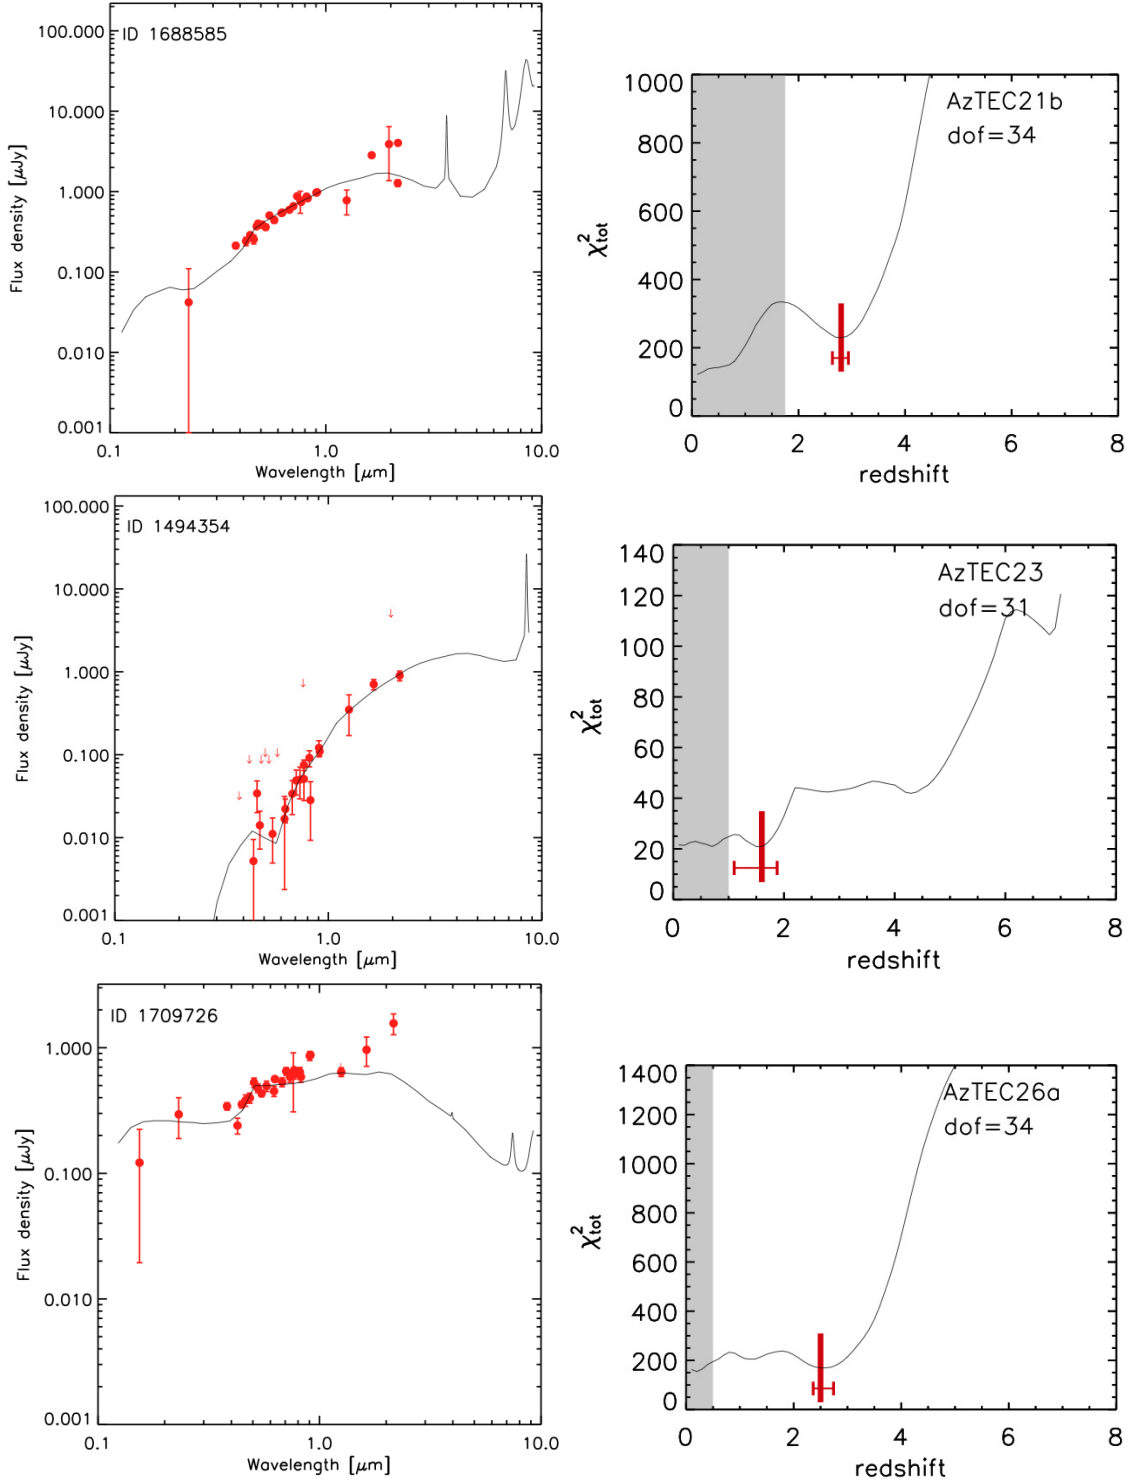 ID 1688585
100.000
10.000
1.000
0.100
0.010
0.001
Flux density [μJy]
0.1 1.0 10.0
Wavelength [μm]
AzTEC21b
dof=34
1000
800
600
400
200
0
χ²tot
0 2 4 6 8
redshift
ID 1494354
100.000
10.000
1.000
0.100
0.010
0.001
Flux density [μJy]
0.1 1.0 10.0
Wavelength [μm]
AzTEC23
dof=31
140
120
100
80
60
40
20
0
χ²tot
0 2 4 6 8
redshift
ID 1709726
1.000
0.100
0.010
0.001
Flux density [μJy]
0.1 1.0 10.0
Wavelength [μm]
AzTEC26a
dof=34
1400
1200
1000
800
600
400
200
0
χ²tot
0 2 4 6 8
redshift